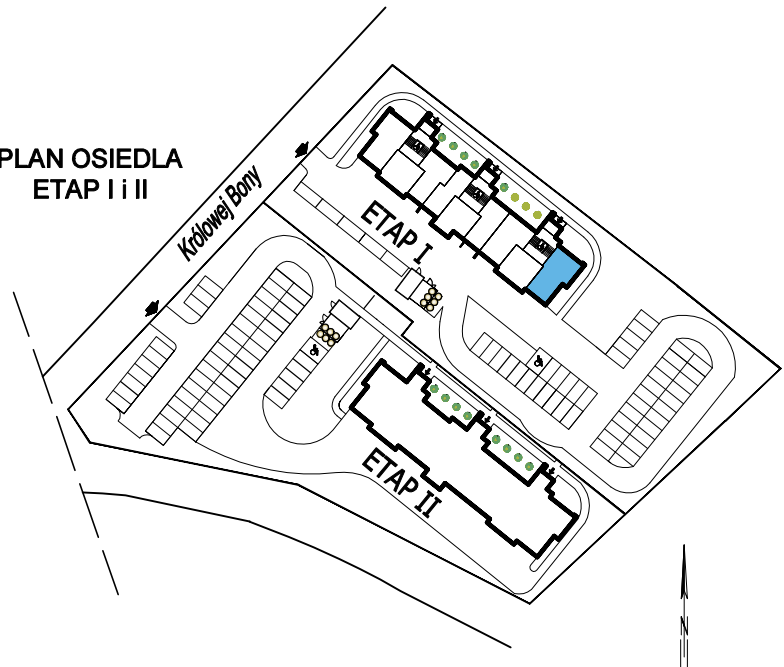 PLAN OSIEDLA
ETAP I i II
Królowej Bony
ETAP I
ETAP II
N